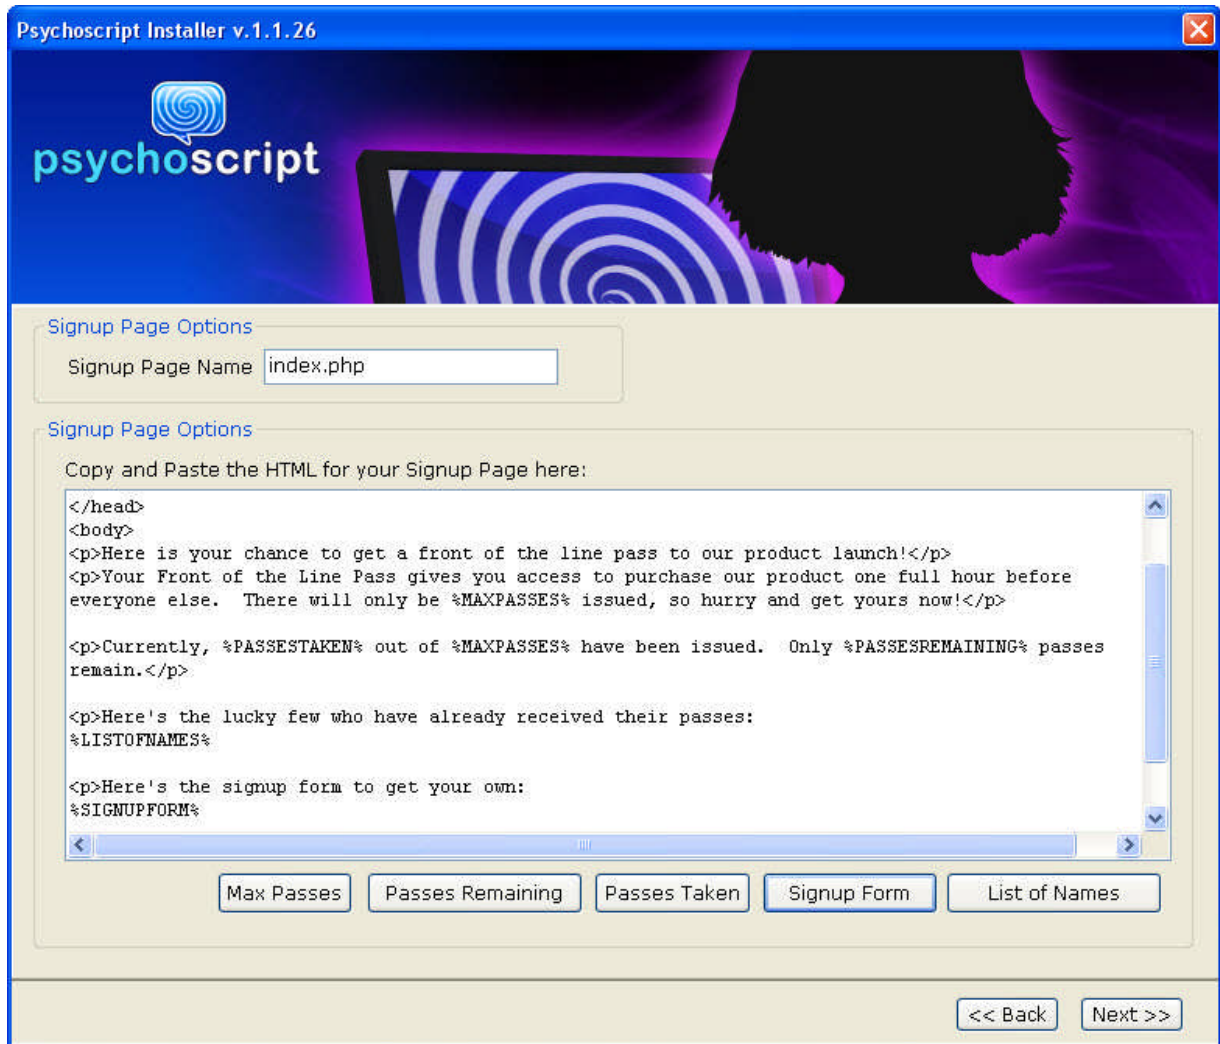 Psychoscript Installer v.1.1.26
psychoscript
Signup Page Options
Signup Page Name index.php
Signup Page Options
Copy and Paste the HTML for your Signup Page here:
</head>
<body>
<p>Here is your chance to get a front of the line pass to our product launch!</p>
<p>Your Front of the Line Pass gives you access to purchase our product one full hour before
everyone else.  There will only be %MAXPASSES% issued, so hurry and get yours now!</p>
<p>Currently, %PASSESTAKEN% out of %MAXPASSES% have been issued.  Only %PASSESREMAINING% passes
remain.</p>
<p>Here's the lucky few who have already received their passes:
%LISTOFNAMES%
<p>Here's the signup form to get your own:
%SIGNUPFORM%
Max Passes Passes Remaining Passes Taken Signup Form List of Names
<< Back Next >>